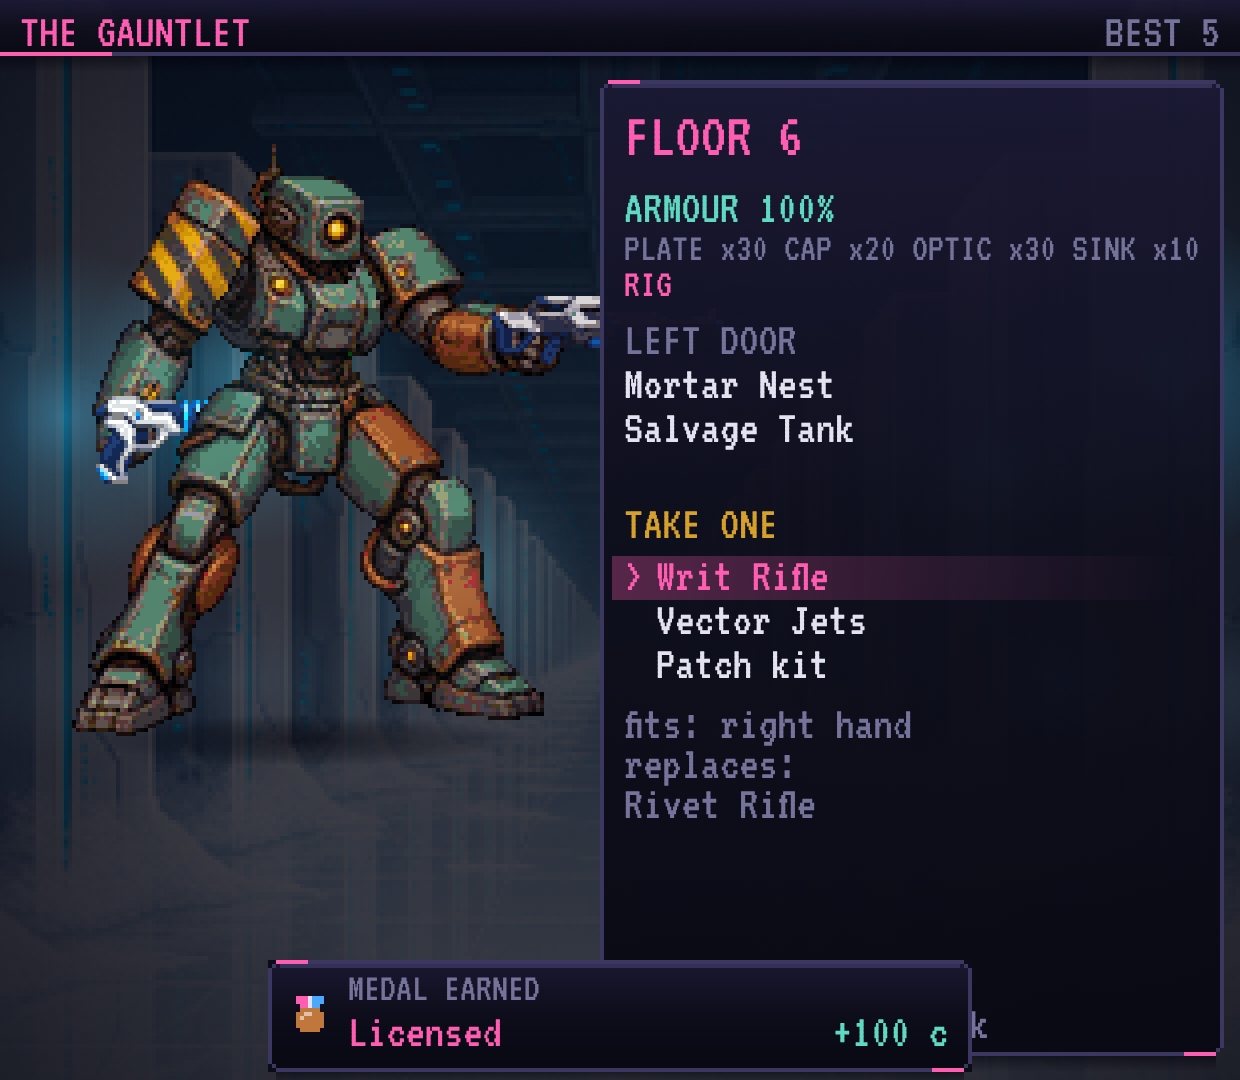 THE GAUNTLET
BEST 5
FLOOR 6
ARMOUR 100%
PLATE x30 CAP x20 OPTIC x30 SINK x10
RIG
LEFT DOOR
Mortar Nest
Salvage Tank
TAKE ONE
> Writ Rifle
Vector Jets
Patch kit
fits: right hand
replaces:
Rivet Rifle
MEDAL EARNED
Licensed
+100 c